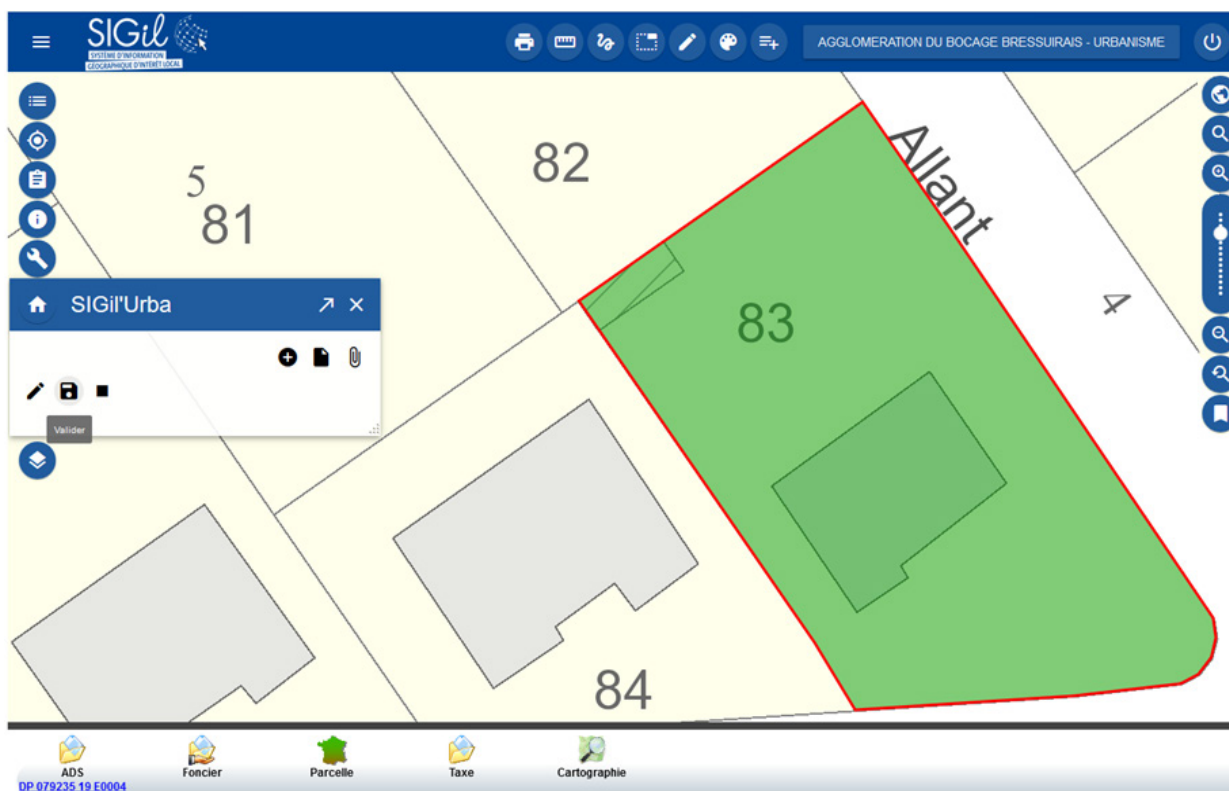 SIGil
SYSTÈME D'INFORMATION
GÉOGRAPHIQUE D'INTÉRÊT LOCAL
AGGLOMERATION DU BOCAGE BRESSUIRAIS - URBANISME
82
Allant
5
81
SIGil'Urba
83
4
Valider
84
ADS
Foncier
Parcelle
Taxe
Cartographie
DP 079235 19 E0004